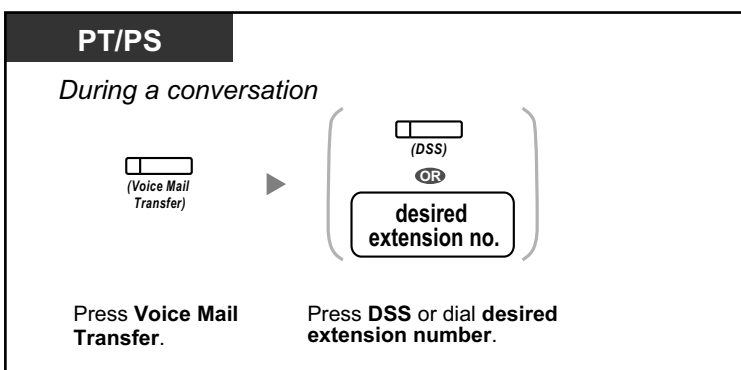 PT/PS
During a conversation
(Voice Mail
Transfer)
(DSS)
OR
desired
extension no.
Press Voice Mail
Transfer.
Press DSS or dial desired
extension number.